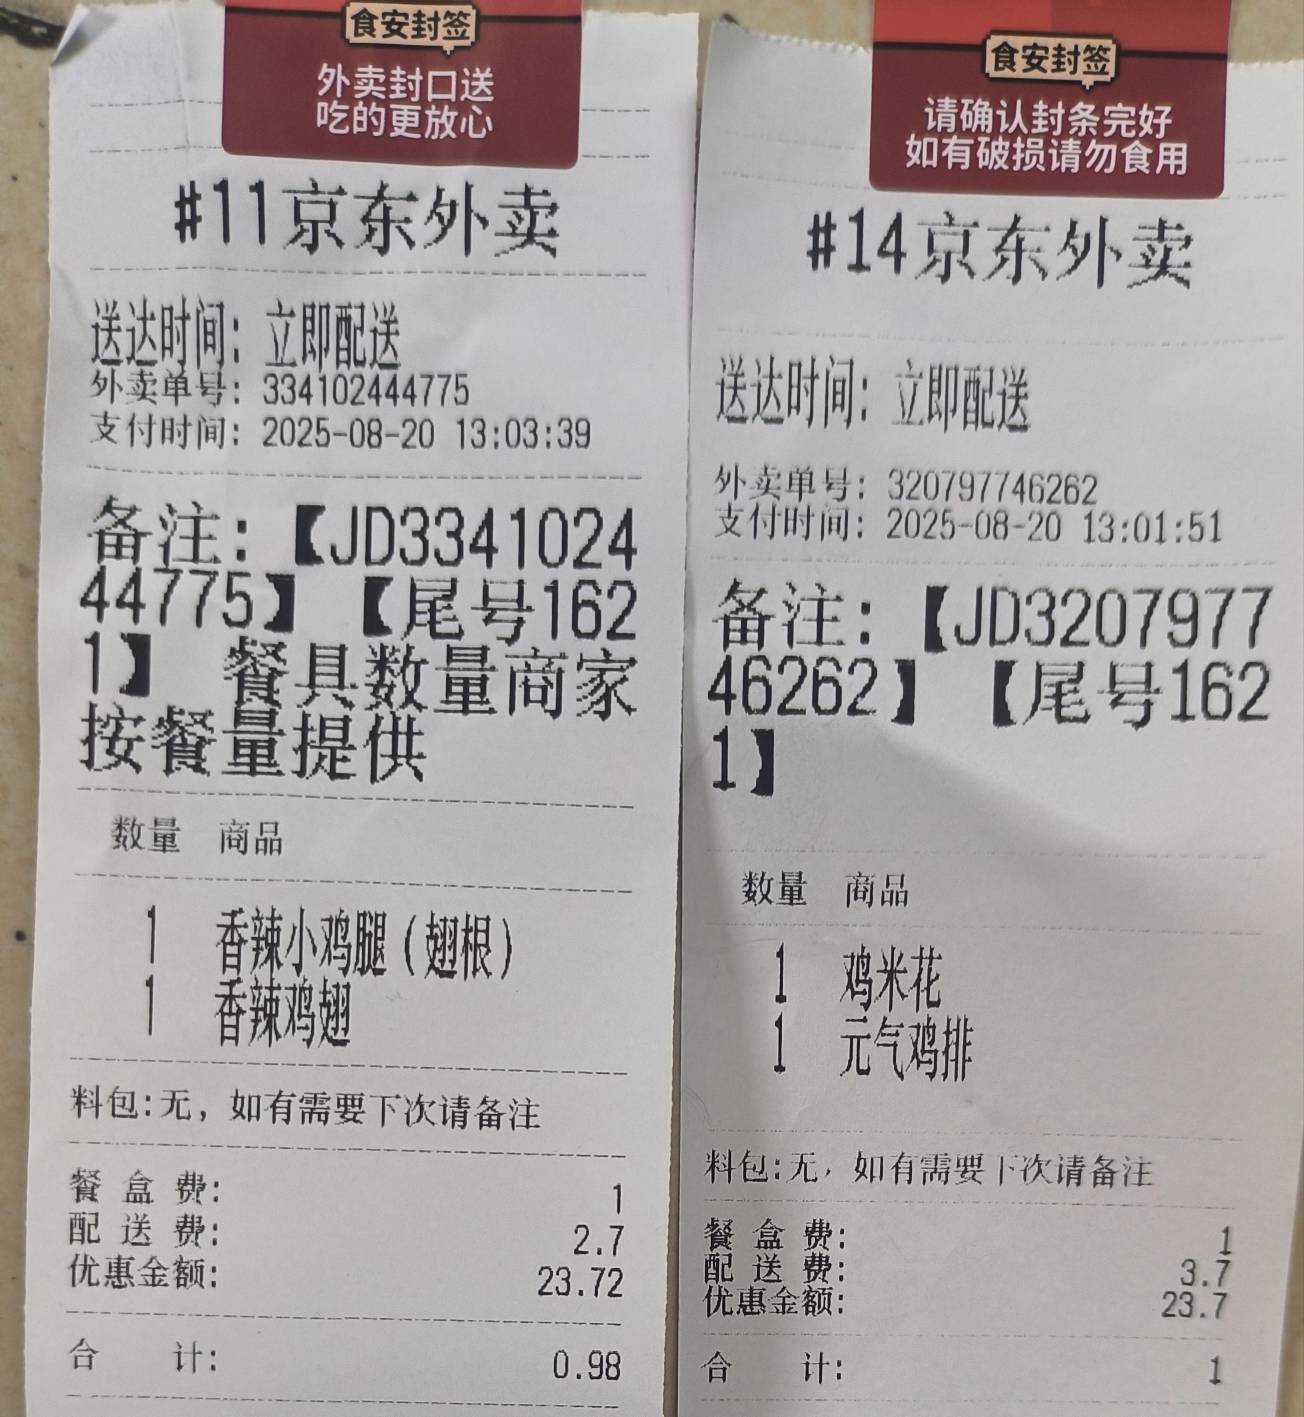 食安封签
外卖封口送
吃的更放心
#11京东外卖
送达时间：立即配送
外卖单号：334102444775
支付时间：2025-08-20 13:03:39
备注：【JD3341024
44775】【尾号162
1】 餐具数量商家
按餐量提供
数量 商品
1 香辣小鸡腿（翅根）
1 香辣鸡翅
料包:无，如有需要下次请备注
餐 盒 费： 1
配 送 费： 2.7
优惠金额： 23.72
合 计： 0.98
食安封签
请确认封条完好
如有破损请勿食用
#14京东外卖
送达时间：立即配送
外卖单号：320797746262
支付时间：2025-08-20 13:01:51
备注：【JD3207977
46262】【尾号162
1】
数量 商品
1 鸡米花
1 元气鸡排
料包:无，如有需要下次请备注
餐 盒 费： 1
配 送 费： 3.7
优惠金额： 23.7
合 计： 1